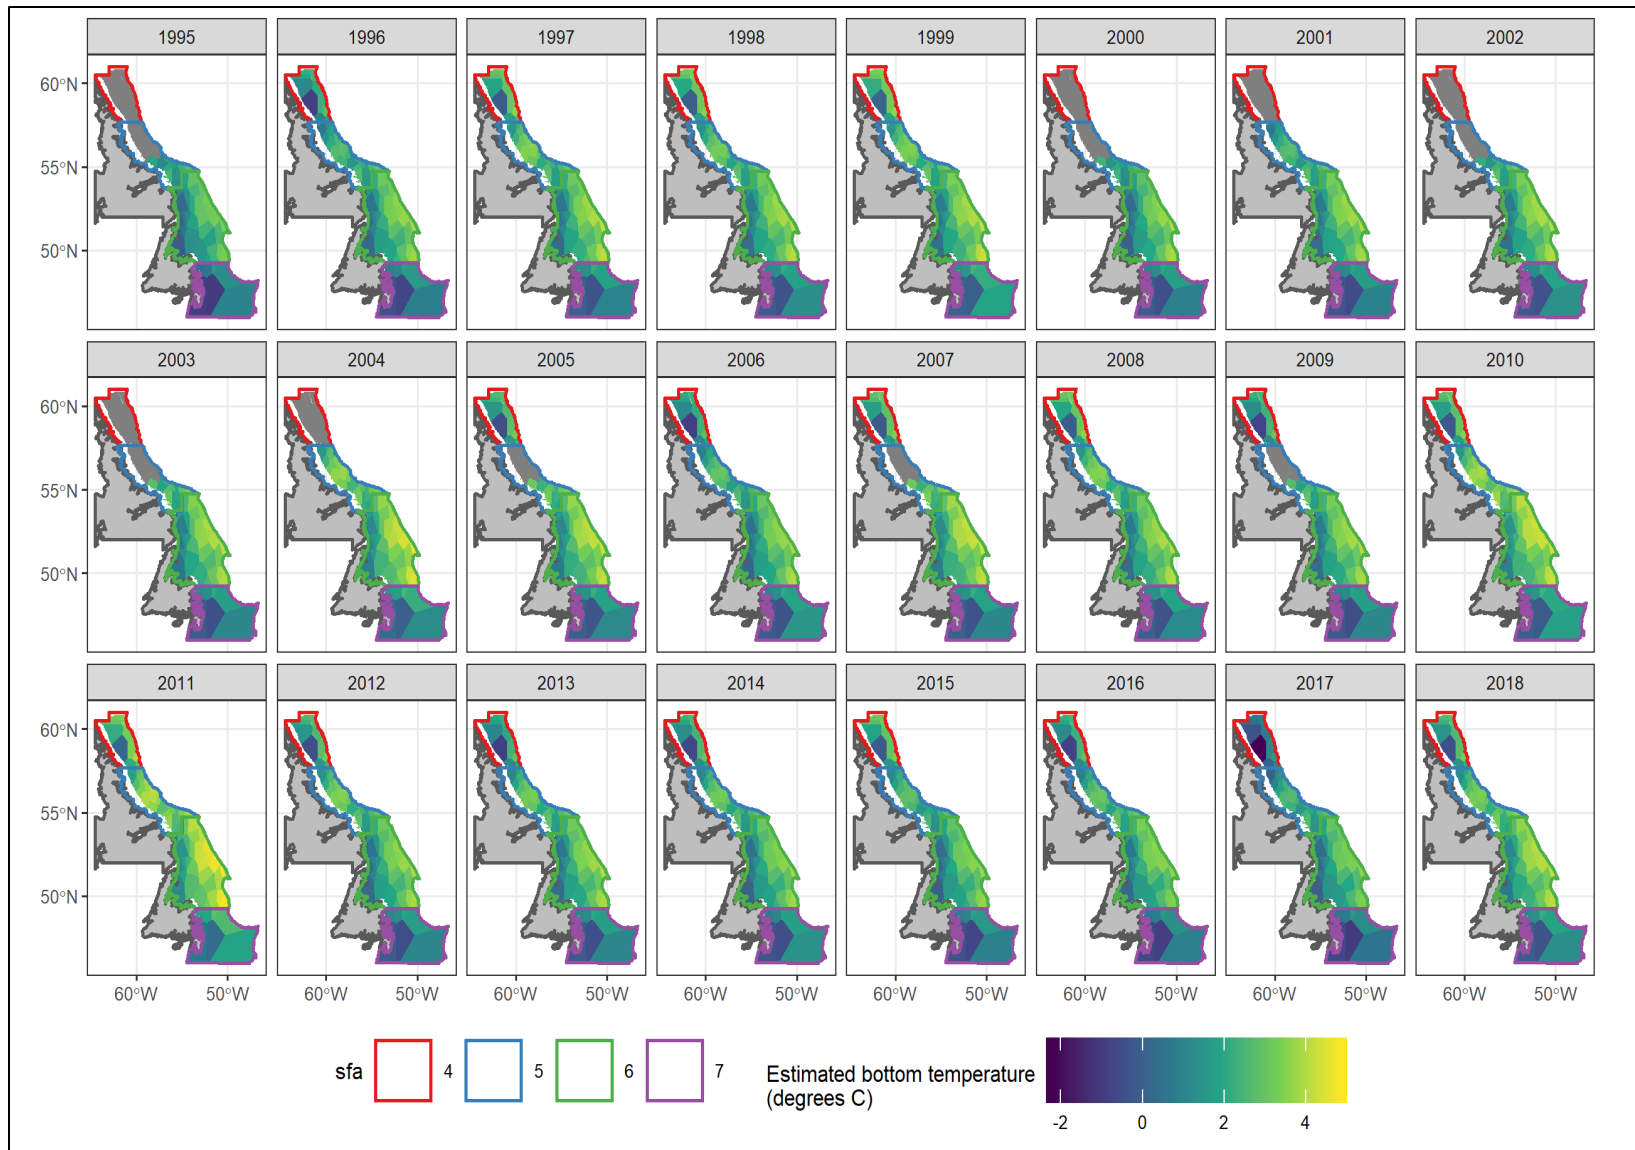 1995 1996 1997 1998 1999 2000 2001 2002
60°N
55°N
50°N
2003 2004 2005 2006 2007 2008 2009 2010
60°N
55°N
50°N
2011 2012 2013 2014 2015 2016 2017 2018
60°N
55°N
50°N
60°W 50°W 60°W 50°W 60°W 50°W 60°W 50°W 60°W 50°W 60°W 50°W 60°W 50°W 60°W 50°W
sfa 4 5 6 7
Estimated bottom temperature
(degrees C)
-2 0 2 4